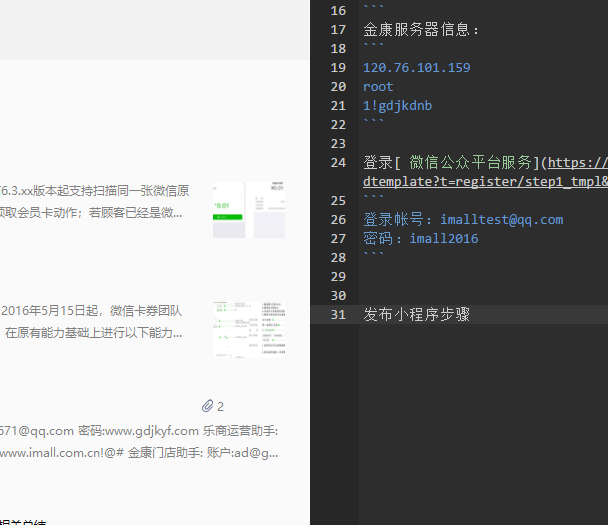 6.3.xx版本起支持扫描同一张微信原
领取会员卡动作；若顾客已经是微...
2016年5月15日起，微信卡券团队
在原有能力基础上进行以下能力...
2
571@qq.com 密码:www.gdjkyf.com 乐商运营助手:
www.imall.com.cn!@# 金康门店助手: 账户:ad@g...
相关总结
16 ```
17 金康服务器信息：
18 ```
19 120.76.101.159
20 root
21 1!gdjkdnb
22 ```
23
24 登录[ 微信公众平台服务](https://
dtemplate?t=register/step1_tmpl&
25 ```
26 登录帐号：imalltest@qq.com
27 密码：imall2016
28 ```
29
30
31 发布小程序步骤